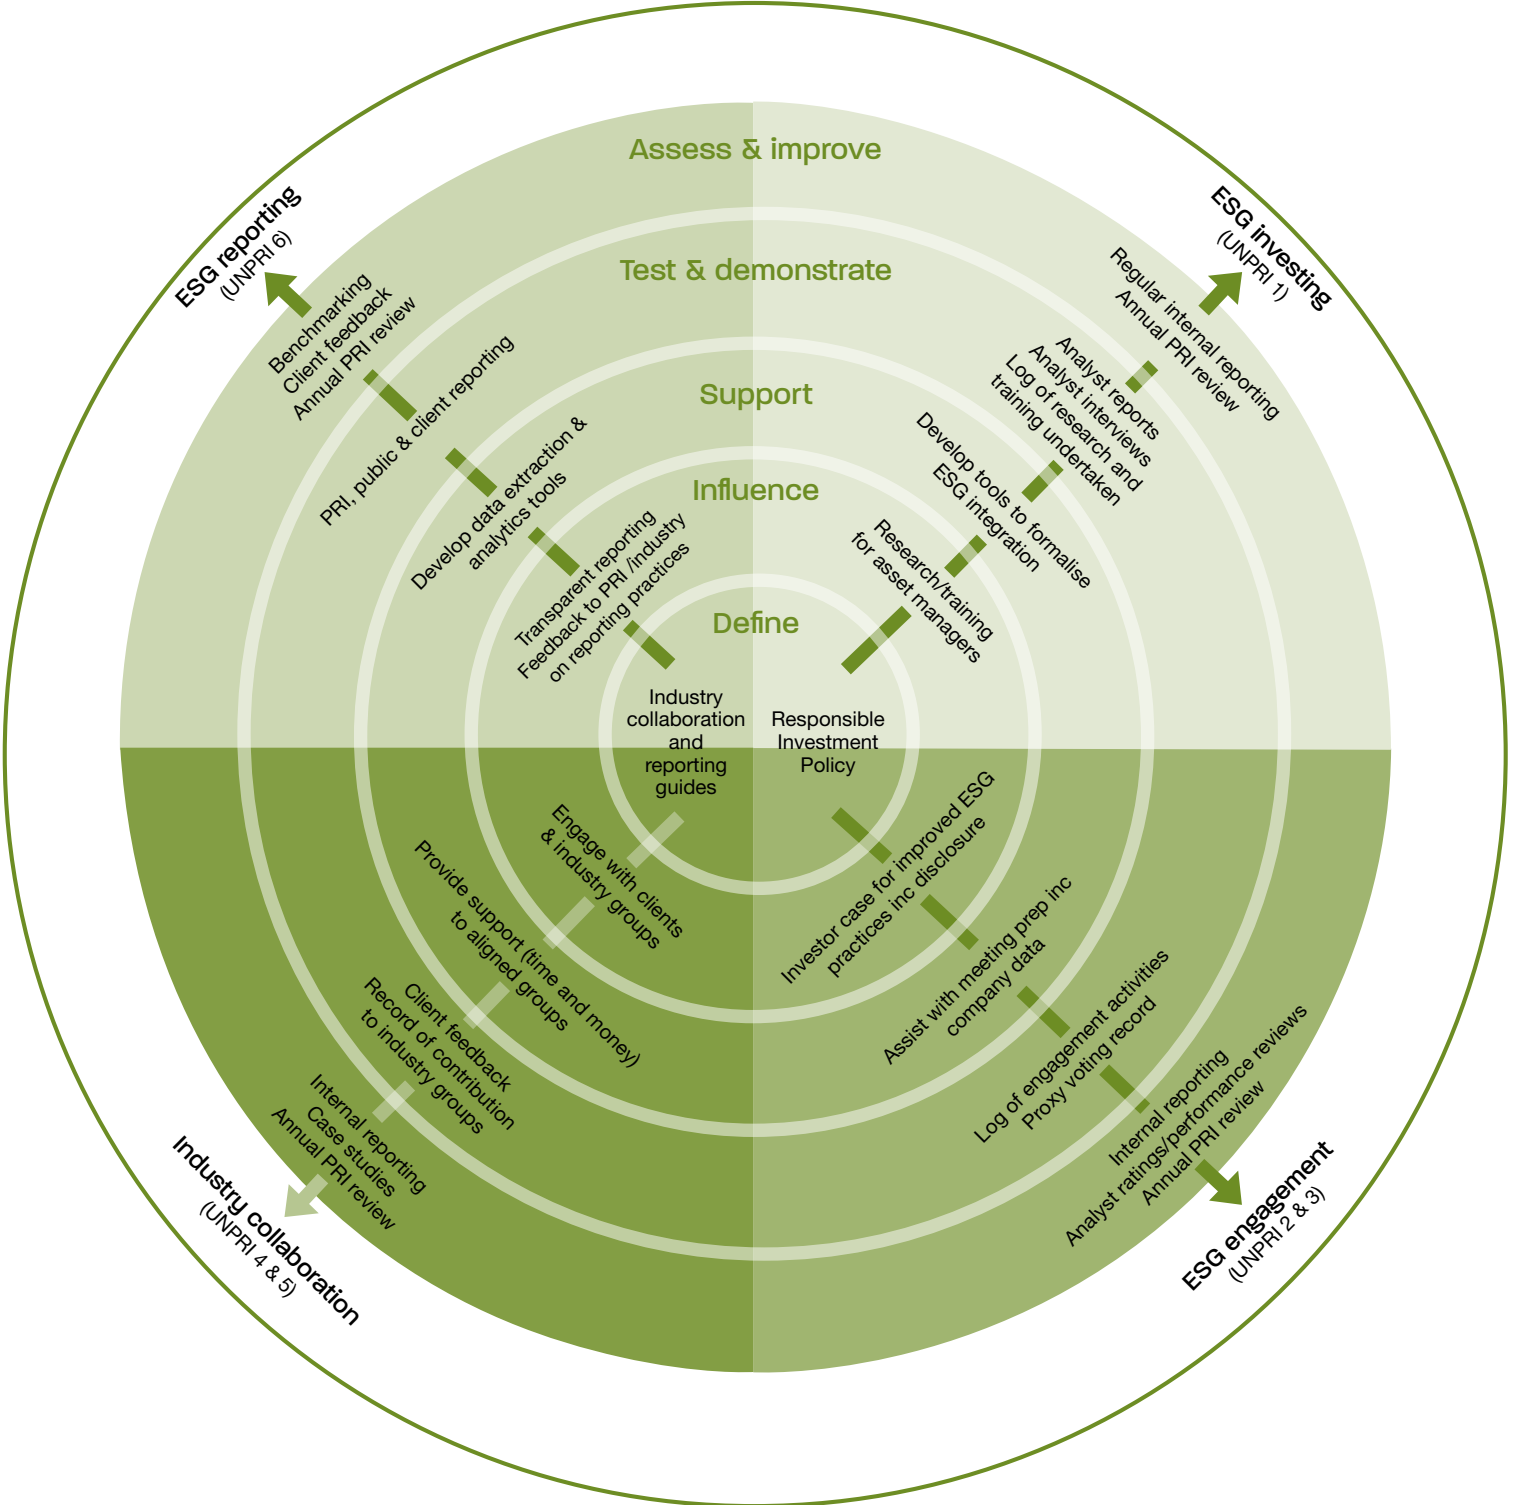 Assess & improve
Test & demonstrate
Support
Influence
Define
ESG reporting
(UNPRI 6)
Benchmarking
Client feedback
Annual PRI review
PRI, public & client reporting
Develop data extraction &
analytics tools
Transparent reporting
Feedback to PRI /industry
on reporting practices
Industry
collaboration
and
reporting
guides
ESG investing
(UNPRI 1)
Regular internal reporting
Annual PRI review
Analyst reports
Analyst interviews
Log of research and
training undertaken
Develop tools to formalise
ESG integration
Research/training
for asset managers
Responsible
Investment
Policy
Engage with clients
& industry groups
Provide support (time and money)
to aligned groups
Client feedback
Record of contribution
to industry groups
Internal reporting
Case studies
Annual PRI review
Industry collaboration
(UNPRI 4 & 5)
Investor case for improved ESG
practices inc disclosure
Assist with meeting prep inc
company data
Log of engagement activities
Proxy voting record
Internal reporting
Analyst ratings/performance reviews
Annual PRI review
ESG engagement
(UNPRI 2 & 3)